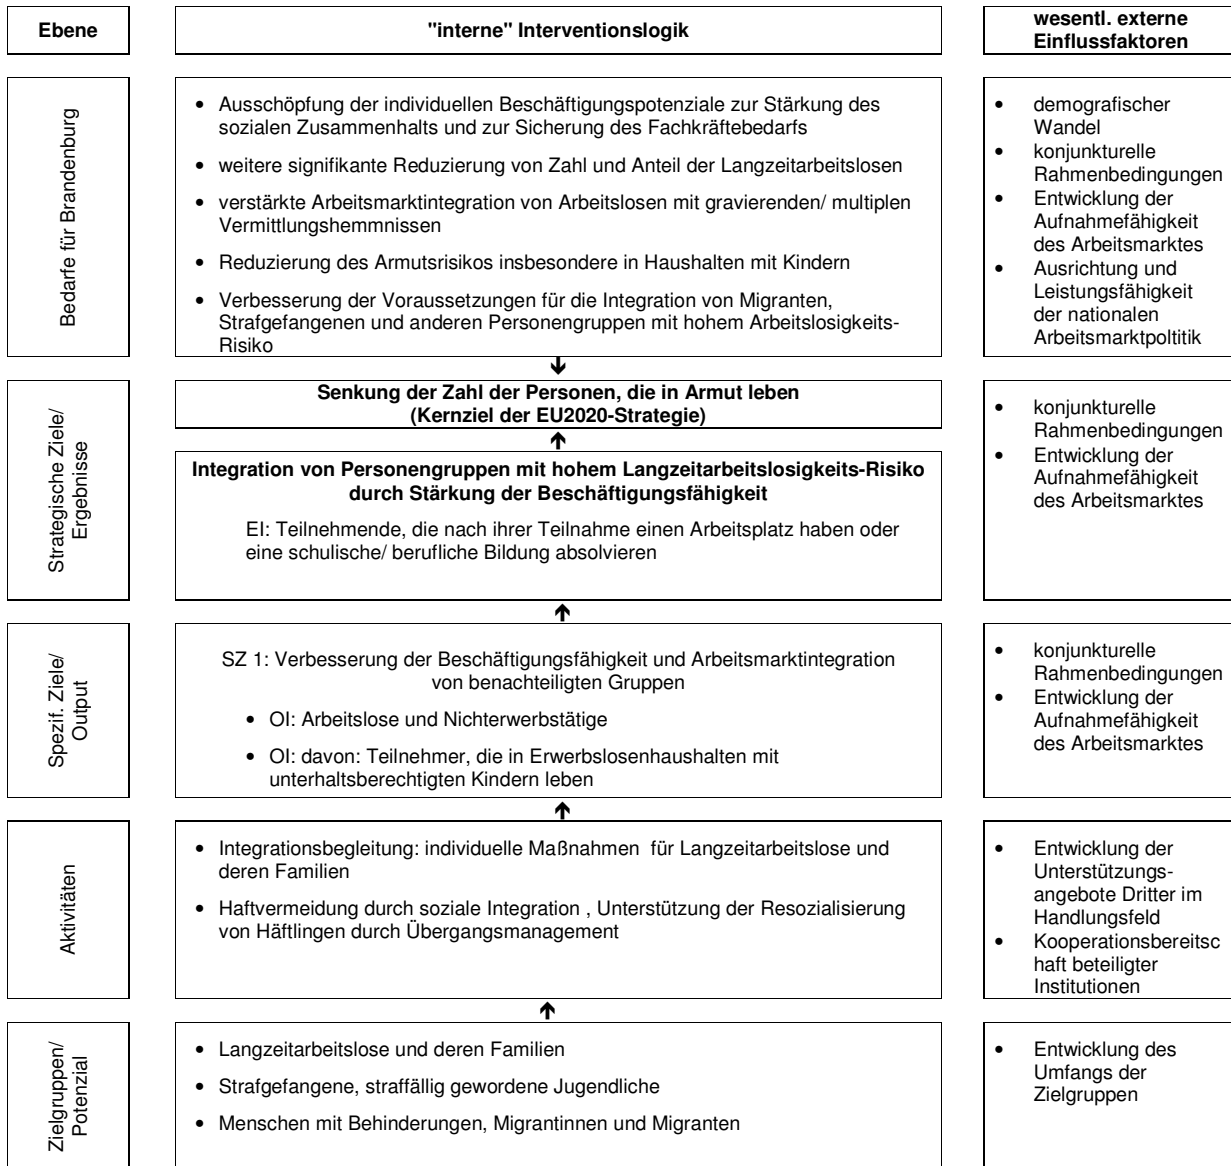 Ebene
"interne" Interventionslogik
wesentl. externe
Einflussfaktoren
Bedarfe für Brandenburg
• Ausschöpfung der individuellen Beschäftigungspotenziale zur Stärkung des
sozialen Zusammenhalts und zur Sicherung des Fachkräftebedarfs
• weitere signifikante Reduzierung von Zahl und Anteil der Langzeitarbeitslosen
• verstärkte Arbeitsmarktintegration von Arbeitslosen mit gravierenden/ multiplen
Vermittlungshemmnissen
• Reduzierung des Armutsrisikos insbesondere in Haushalten mit Kindern
• Verbesserung der Voraussetzungen für die Integration von Migranten,
Strafgefangenen und anderen Personengruppen mit hohem Arbeitslosigkeits-
Risiko
• demografischer
Wandel
• konjunkturelle
Rahmenbedingungen
• Entwicklung der
Aufnahmefähigkeit
des Arbeitsmarktes
• Ausrichtung und
Leistungsfähigkeit
der nationalen
Arbeitsmarktpoltitik
Strategische Ziele/
Ergebnisse
Senkung der Zahl der Personen, die in Armut leben
(Kernziel der EU2020-Strategie)
Integration von Personengruppen mit hohem Langzeitarbeitslosigkeits-Risiko
durch Stärkung der Beschäftigungsfähigkeit
EI: Teilnehmende, die nach ihrer Teilnahme einen Arbeitsplatz haben oder
eine schulische/ berufliche Bildung absolvieren
• konjunkturelle
Rahmenbedingungen
• Entwicklung der
Aufnahmefähigkeit
des Arbeitsmarktes
Spezif. Ziele/
Output
SZ 1: Verbesserung der Beschäftigungsfähigkeit und Arbeitsmarktintegration
von benachteiligten Gruppen
• OI: Arbeitslose und Nichterwerbstätige
• OI: davon: Teilnehmer, die in Erwerbslosenhaushalten mit
unterhaltsberechtigten Kindern leben
• konjunkturelle
Rahmenbedingungen
• Entwicklung der
Aufnahmefähigkeit
des Arbeitsmarktes
Aktivitäten
• Integrationsbegleitung: individuelle Maßnahmen für Langzeitarbeitslose und
deren Familien
• Haftvermeidung durch soziale Integration , Unterstützung der Resozialisierung
von Häftlingen durch Übergangsmanagement
• Entwicklung der
Unterstützungs-
angebote Dritter im
Handlungsfeld
• Kooperationsbereitsc
haft beteiligter
Institutionen
Zielgruppen/
Potenzial
• Langzeitarbeitslose und deren Familien
• Strafgefangene, straffällig gewordene Jugendliche
• Menschen mit Behinderungen, Migrantinnen und Migranten
• Entwicklung des
Umfangs der
Zielgruppen